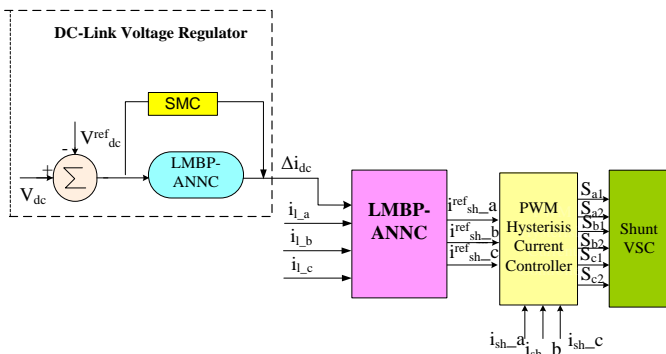 DC-Link Voltage Regulator
SMC
V^ref_dc
-
+
Σ
-
V_dc
LMBP-
ANNC
Δi_dc
i_l_a
i_l_b
i_l_c
LMBP-
ANNC
i^ref_sh_a
i^ref_sh_b
i^ref_sh_c
PWM
Hysterisis
Current
Controller
S_a1
S_a2
S_b1
S_b2
S_c1
S_c2
Shunt
VSC
i_sh_a
i_sh_b
i_sh_c